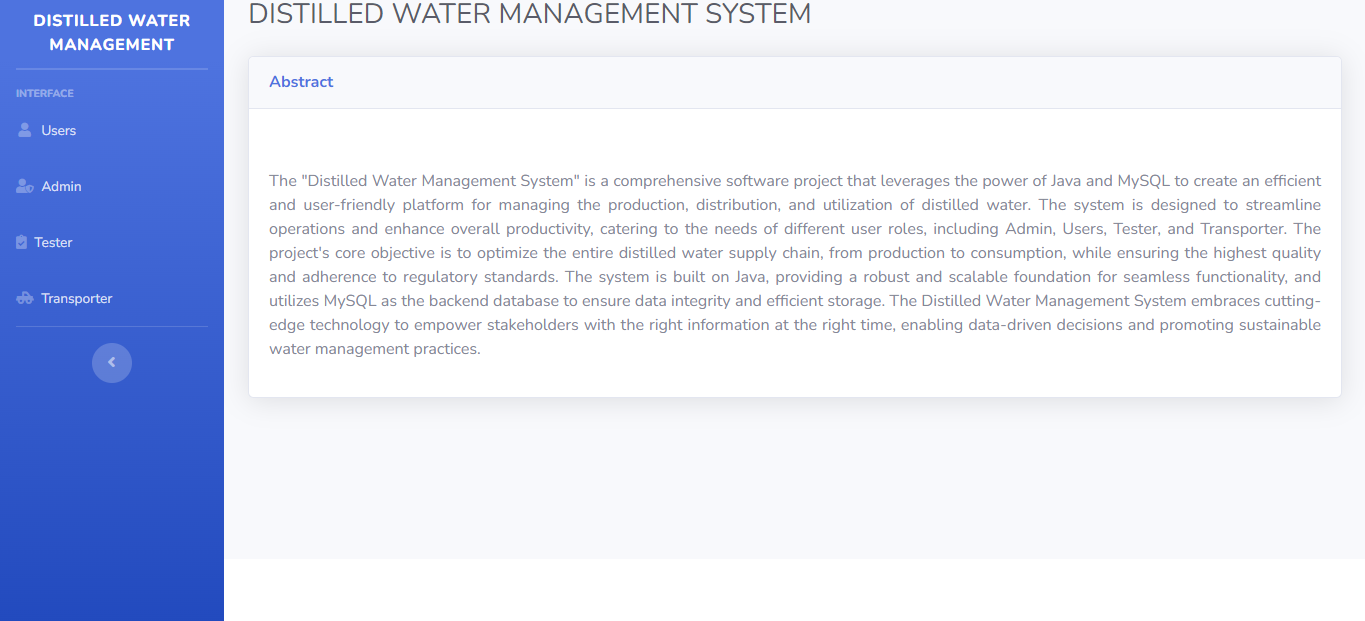 DISTILLED WATER
MANAGEMENT
INTERFACE
Users
Admin
Tester
Transporter
DISTILLED WATER MANAGEMENT SYSTEM
Abstract
The "Distilled Water Management System" is a comprehensive software project that leverages the power of Java and MySQL to create an efficient
and user-friendly platform for managing the production, distribution, and utilization of distilled water. The system is designed to streamline
operations and enhance overall productivity, catering to the needs of different user roles, including Admin, Users, Tester, and Transporter. The
project's core objective is to optimize the entire distilled water supply chain, from production to consumption, while ensuring the highest quality
and adherence to regulatory standards. The system is built on Java, providing a robust and scalable foundation for seamless functionality, and
utilizes MySQL as the backend database to ensure data integrity and efficient storage. The Distilled Water Management System embraces cutting-
edge technology to empower stakeholders with the right information at the right time, enabling data-driven decisions and promoting sustainable
water management practices.